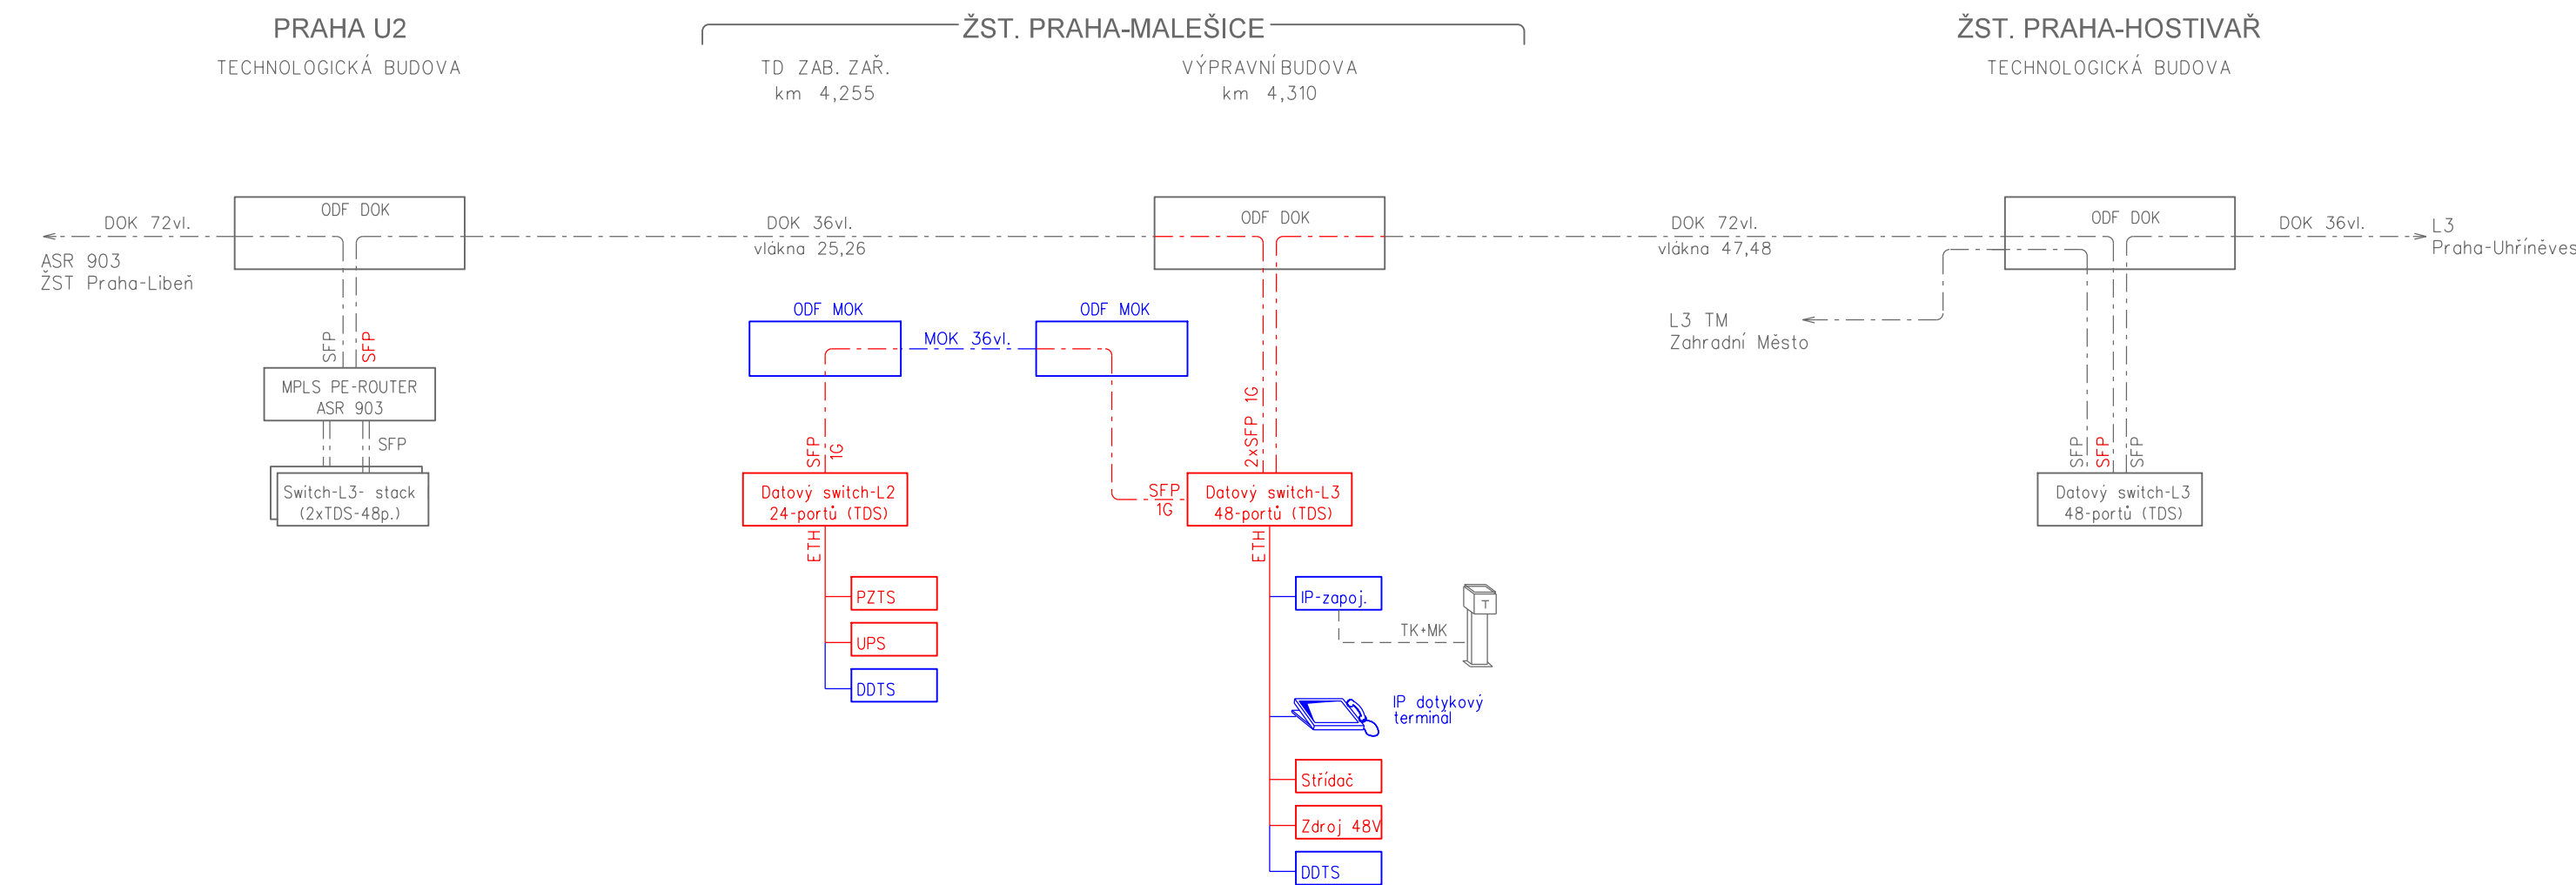 PRAHA U2
TECHNOLOGICKÁ BUDOVA
ŽST. PRAHA-MALEŠICE
TD ZAB. ZAŘ.
km 4,255
VÝPRAVNÍ BUDOVA
km 4,310
ŽST. PRAHA-HOSTIVAŘ
TECHNOLOGICKÁ BUDOVA
DOK 72vl.
ASR 903
ŽST Praha-Libeň
ODF DOK
DOK 36vl.
vlákna 25,26
ODF DOK
DOK 72vl.
vlákna 47,48
ODF DOK
DOK 36vl.
L3
Praha-Uhříněves
L3 TM
Zahradní Město
SFP
SFP
MPLS PE-ROUTER
ASR 903
SFP
Switch-L3- stack
(2xTDS-48p.)
ODF MOK
MOK 36vl.
ODF MOK
SFP
1G
Datový switch-L2
24-portů (TDS)
ETH
PZTS
UPS
DDTS
2xSFP 1G
SFP
1G
Datový switch-L3
48-portů (TDS)
ETH
IP-zapoj.
TK+MK
T
IP dotykový
terminál
Střídač
Zdroj 48V
DDTS
SFP
SFP
SFP
Datový switch-L3
48-portů (TDS)